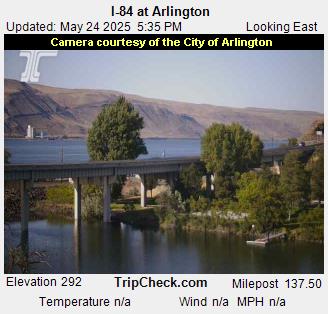 I-84 at Arlington
Updated: May 24 2025 5:35 PM Looking East
Camera courtesy of the City of Arlington
Elevation 292 TripCheck.com Milepost 137.50
Temperature n/a Wind n/a MPH n/a